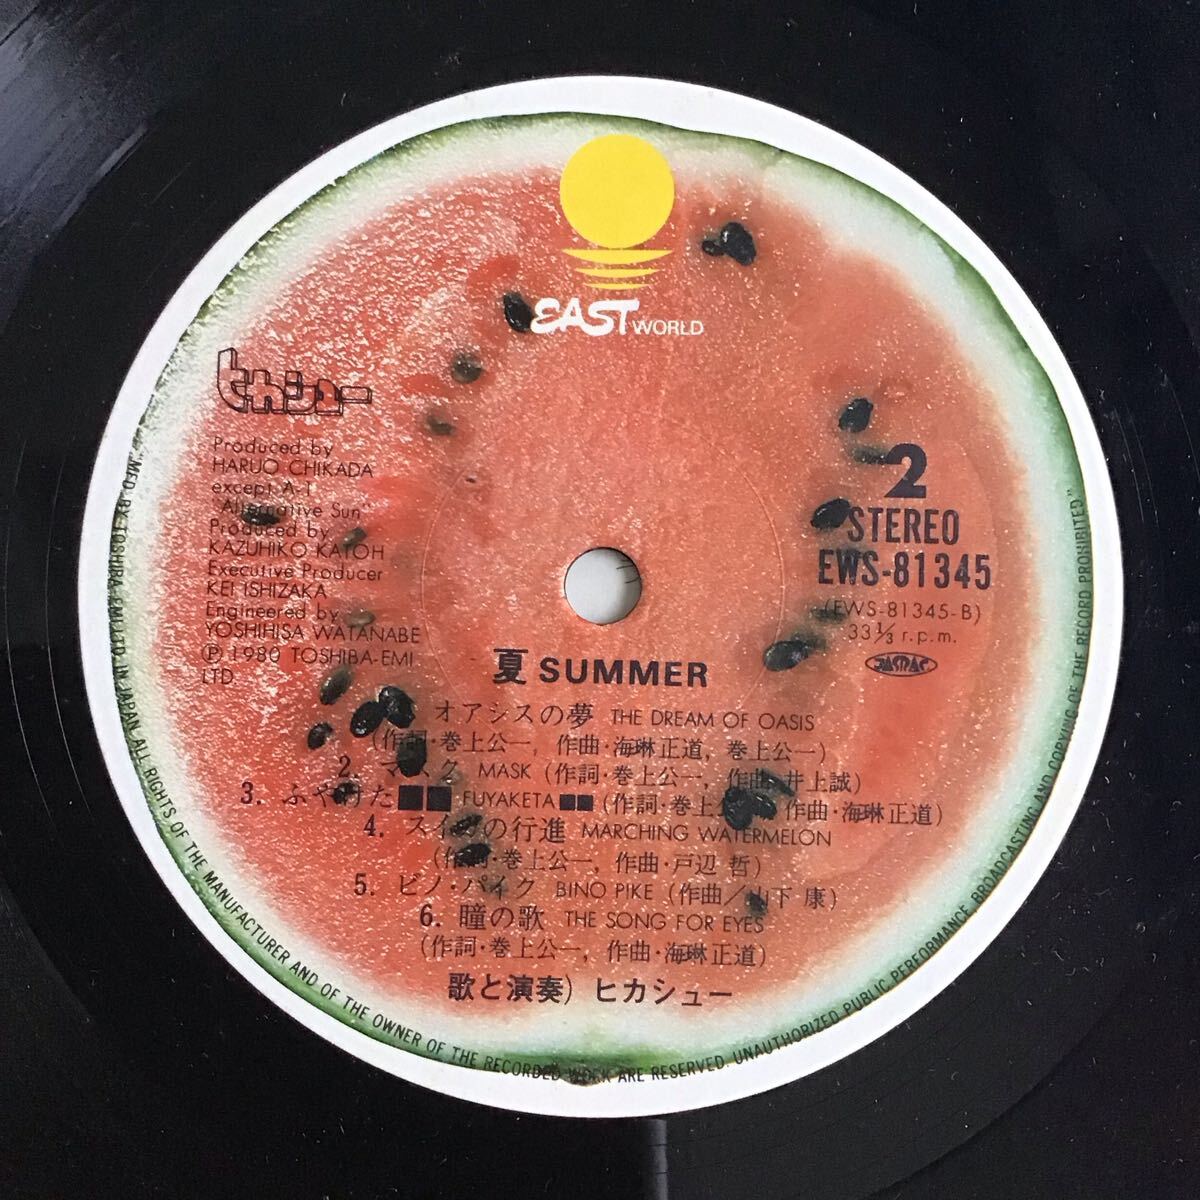 EAST WORLD
ヒカシュー
Produced by
HARUO CHIKADA
except A-1
"Alternative Sun"
Produced by
KAZUHIKO KATOH
Executive Producer
KEI ISHIZAKA
Engineered by
YOSHIHISA WATANABE
Ⓟ 1980 TOSHIBA-EMI
LTD.
2
STEREO
EWS-81345
(EWS-81345-B)
33 1/3 r.p.m.
JASRAC
夏 SUMMER
オアシスの夢 THE DREAM OF OASIS
(作詞・巻上公一, 作曲・海琳正道, 巻上公一)
2. マスク MASK (作詞・巻上公一, 作曲・井上誠)
3. ふやけた■■ FUYAKETA■■ (作詞・巻上公一, 作曲・海琳正道)
4. スイカの行進 MARCHING WATERMELON
(作詞・巻上公一, 作曲・戸辺 哲)
5. ビノ・パイク BINO PIKE (作曲/山下 康)
6. 瞳の歌 THE SONG FOR EYES
(作詞・巻上公一, 作曲・海琳正道)
歌と演奏) ヒカシュー
"MFD BY TOSHIBA-EMI LTD. IN JAPAN ALL RIGHTS OF THE MANUFACTURER AND OF THE OWNER OF THE RECORDED WORK ARE RESERVED. UNAUTHORIZED PUBLIC PERFORMANCE, BROADCASTING AND COPYING OF THE RECORD PROHIBITED"